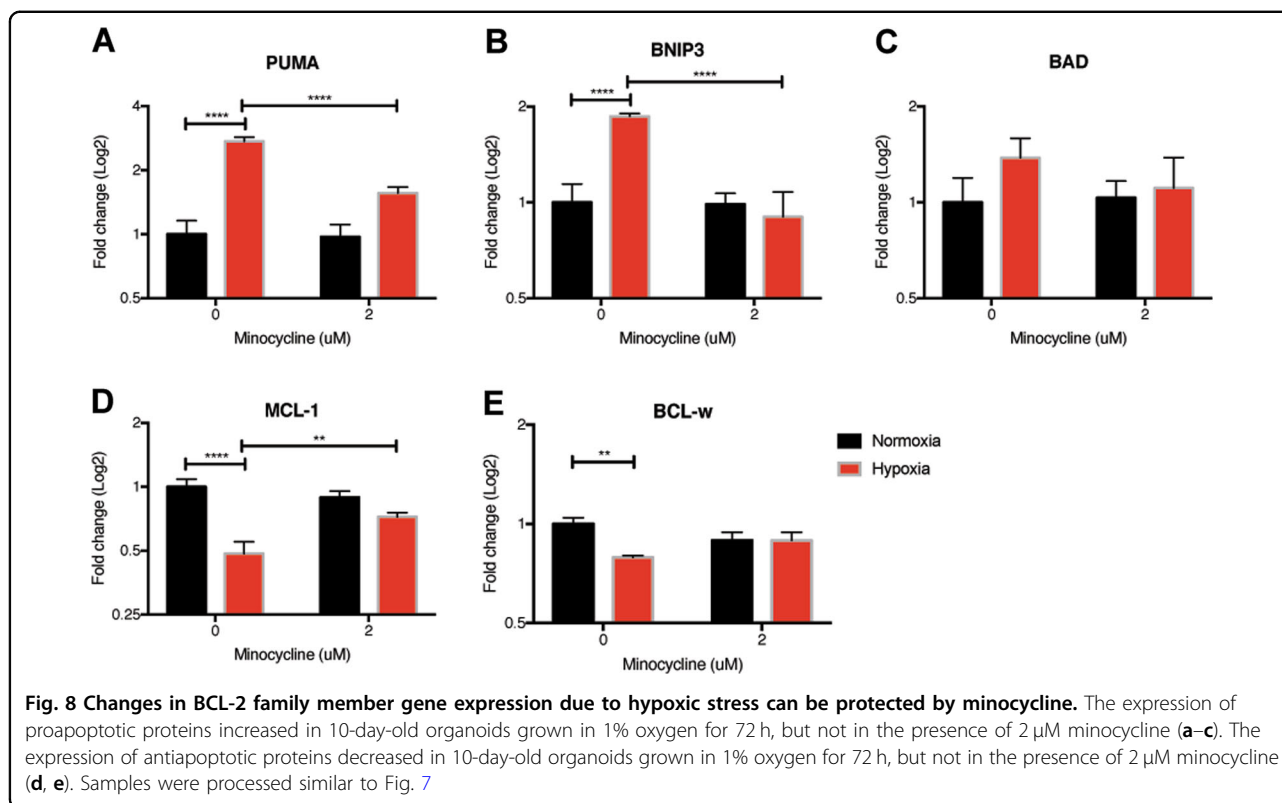 A
PUMA
Fold change (Log2)
4
2
1
0.5
****
****
0
2
Minocycline (uM)
B
BNIP3
Fold change (Log2)
2
1
0.5
****
****
0
2
Minocycline (uM)
C
BAD
Fold change (Log2)
2
1
0.5
0
2
Minocycline (uM)
D
MCL-1
Fold change (Log2)
2
1
0.5
0.25
****
**
0
2
Minocycline (uM)
E
BCL-w
Fold change (Log2)
2
1
0.5
**
0
2
Minocycline (uM)
Normoxia
Hypoxia
Fig. 8 Changes in BCL-2 family member gene expression due to hypoxic stress can be protected by minocycline. The expression of
proapoptotic proteins increased in 10-day-old organoids grown in 1% oxygen for 72 h, but not in the presence of 2 µM minocycline (a–c). The
expression of antiapoptotic proteins decreased in 10-day-old organoids grown in 1% oxygen for 72 h, but not in the presence of 2 µM minocycline
(d, e). Samples were processed similar to Fig. 7